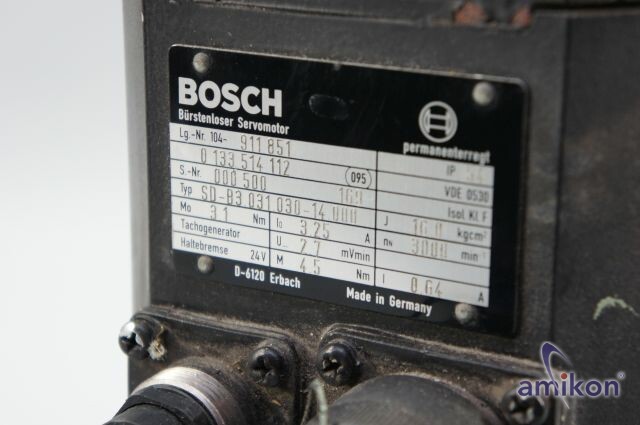 BOSCH
Bürstenloser Servomotor
permanenterregt
Lg.-Nr. 104- 911 851
IP 54
0 133 514 112
095
VDE 0530
S.-Nr. 000 500 169
Isol. Kl. F
Typ SD-B3 031 030-14 000
J 16.0 kgcm²
Mo 3.1 Nm I₀ 3.25 A
nN 3000 min⁻¹
Tachogenerator U 2.7 mVmin
Haltebremse 24V M 4.5 Nm I 0.64 A
D-6120 Erbach Made in Germany
amikon